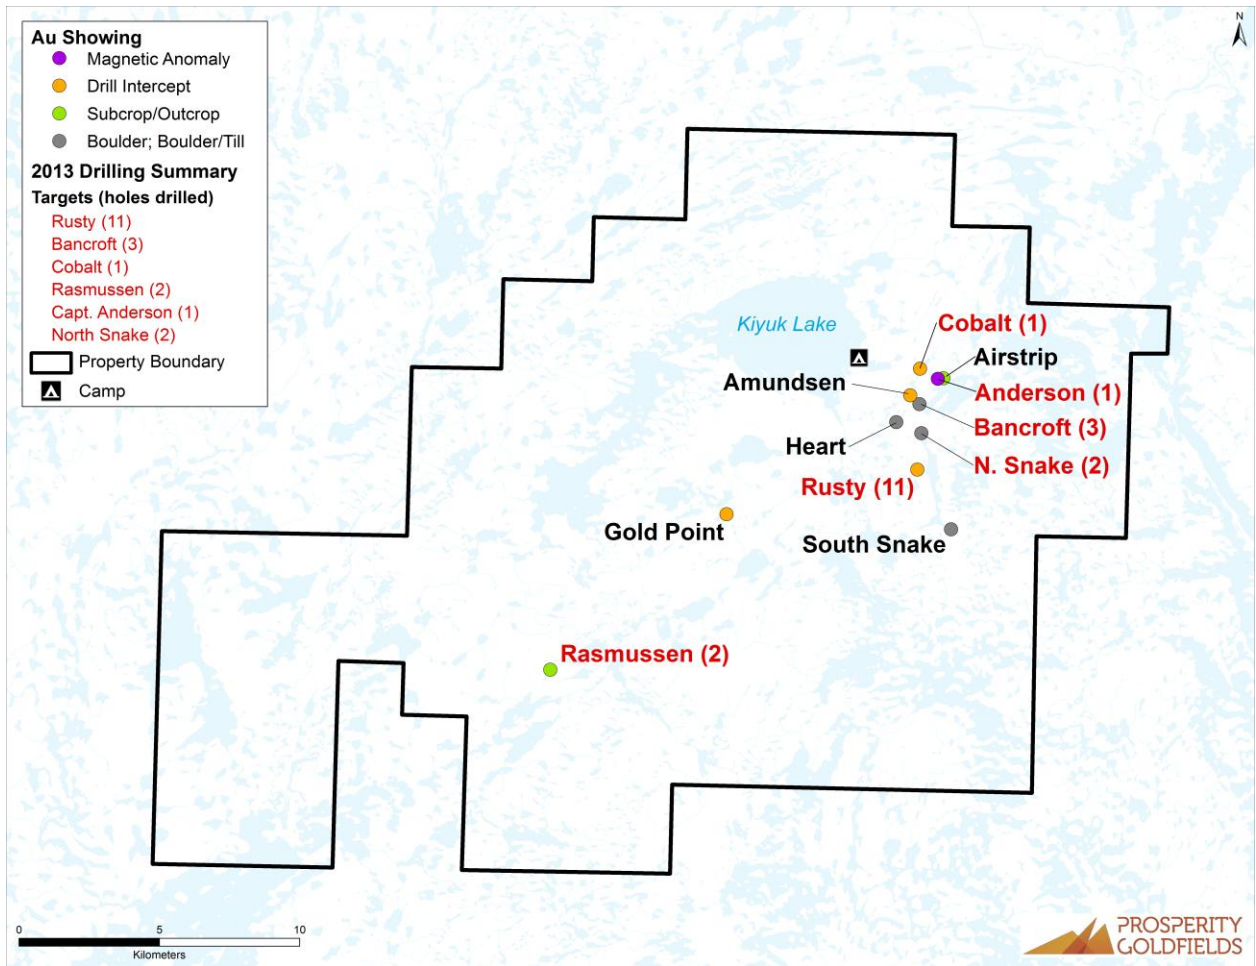 N
Au Showing
Magnetic Anomaly
Drill Intercept
Subcrop/Outcrop
Boulder; Boulder/Till
2013 Drilling Summary
Targets (holes drilled)
Rusty (11)
Bancroft (3)
Cobalt (1)
Rasmussen (2)
Capt. Anderson (1)
North Snake (2)
Property Boundary
Camp
Kiyuk Lake
Cobalt (1)
Airstrip
Amundsen
Anderson (1)
Bancroft (3)
Heart
N. Snake (2)
Rusty (11)
Gold Point
South Snake
Rasmussen (2)
0 5 10
Kilometers
PROSPERITY
GOLDFIELDS